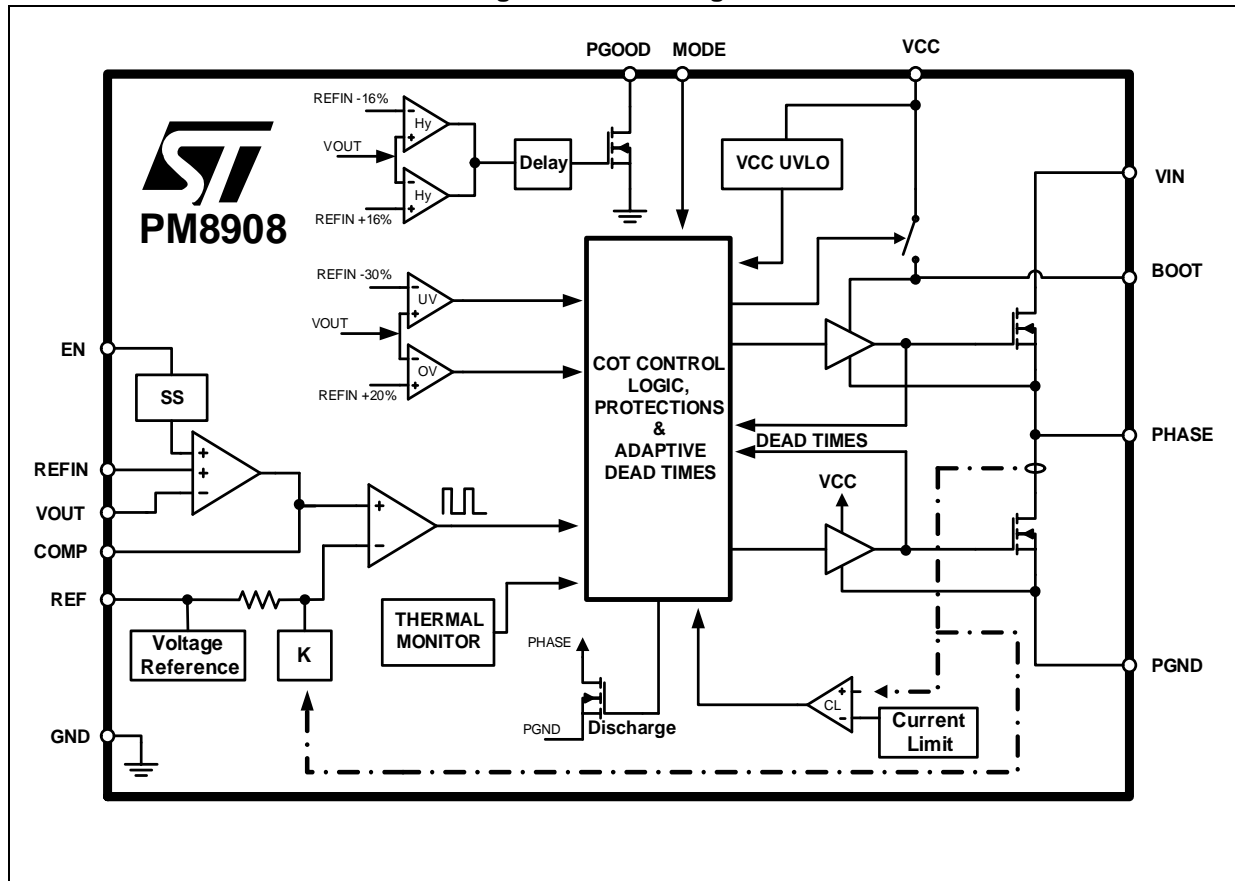 PGOOD MODE VCC
REFIN -16%
Hy
VOUT
Hy
REFIN +16%
Delay
VCC UVLO
ST
PM8908
VIN
BOOT
REFIN -30%
UV
VOUT
OV
REFIN +20%
EN
SS
COT CONTROL
LOGIC,
PROTECTIONS
&
ADAPTIVE
DEAD TIMES
DEAD TIMES
PHASE
REFIN
VOUT
COMP
REF
VCC
Voltage
Reference
K
THERMAL
MONITOR
PHASE
PGND
Discharge
CL
Current
Limit
PGND
GND
+
-